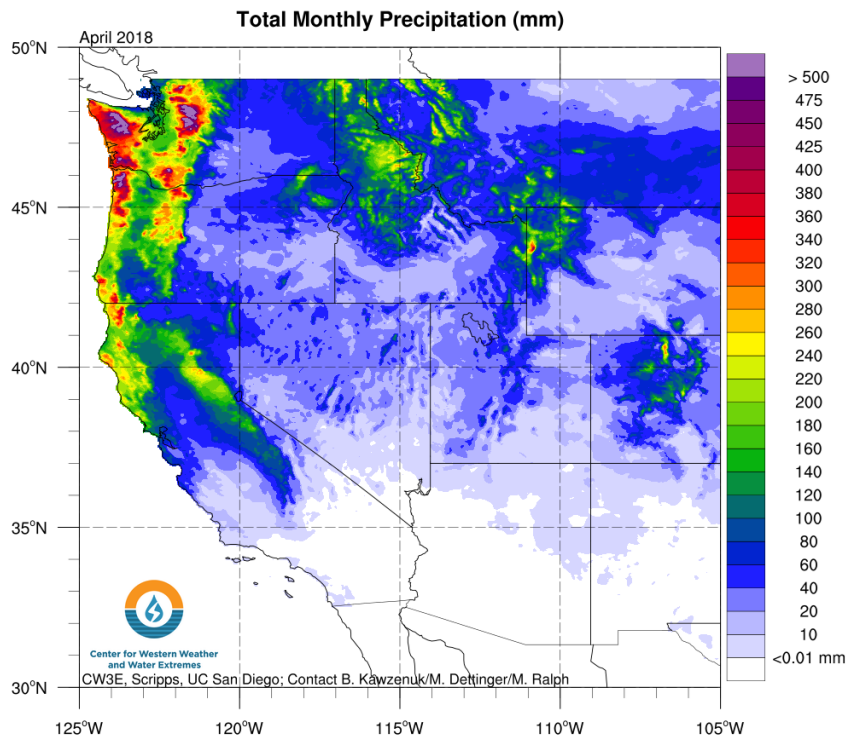 Total Monthly Precipitation (mm)
April 2018
50°N
45°N
40°N
35°N
30°N
125°W
120°W
115°W
110°W
105°W
> 500
475
450
425
400
380
360
340
320
300
280
260
240
220
200
180
160
140
120
100
80
60
40
20
10
<0.01 mm
Center for Western Weather
and Water Extremes
CW3E, Scripps, UC San Diego; Contact B. Kawzenuk/M. Dettinger/M. Ralph